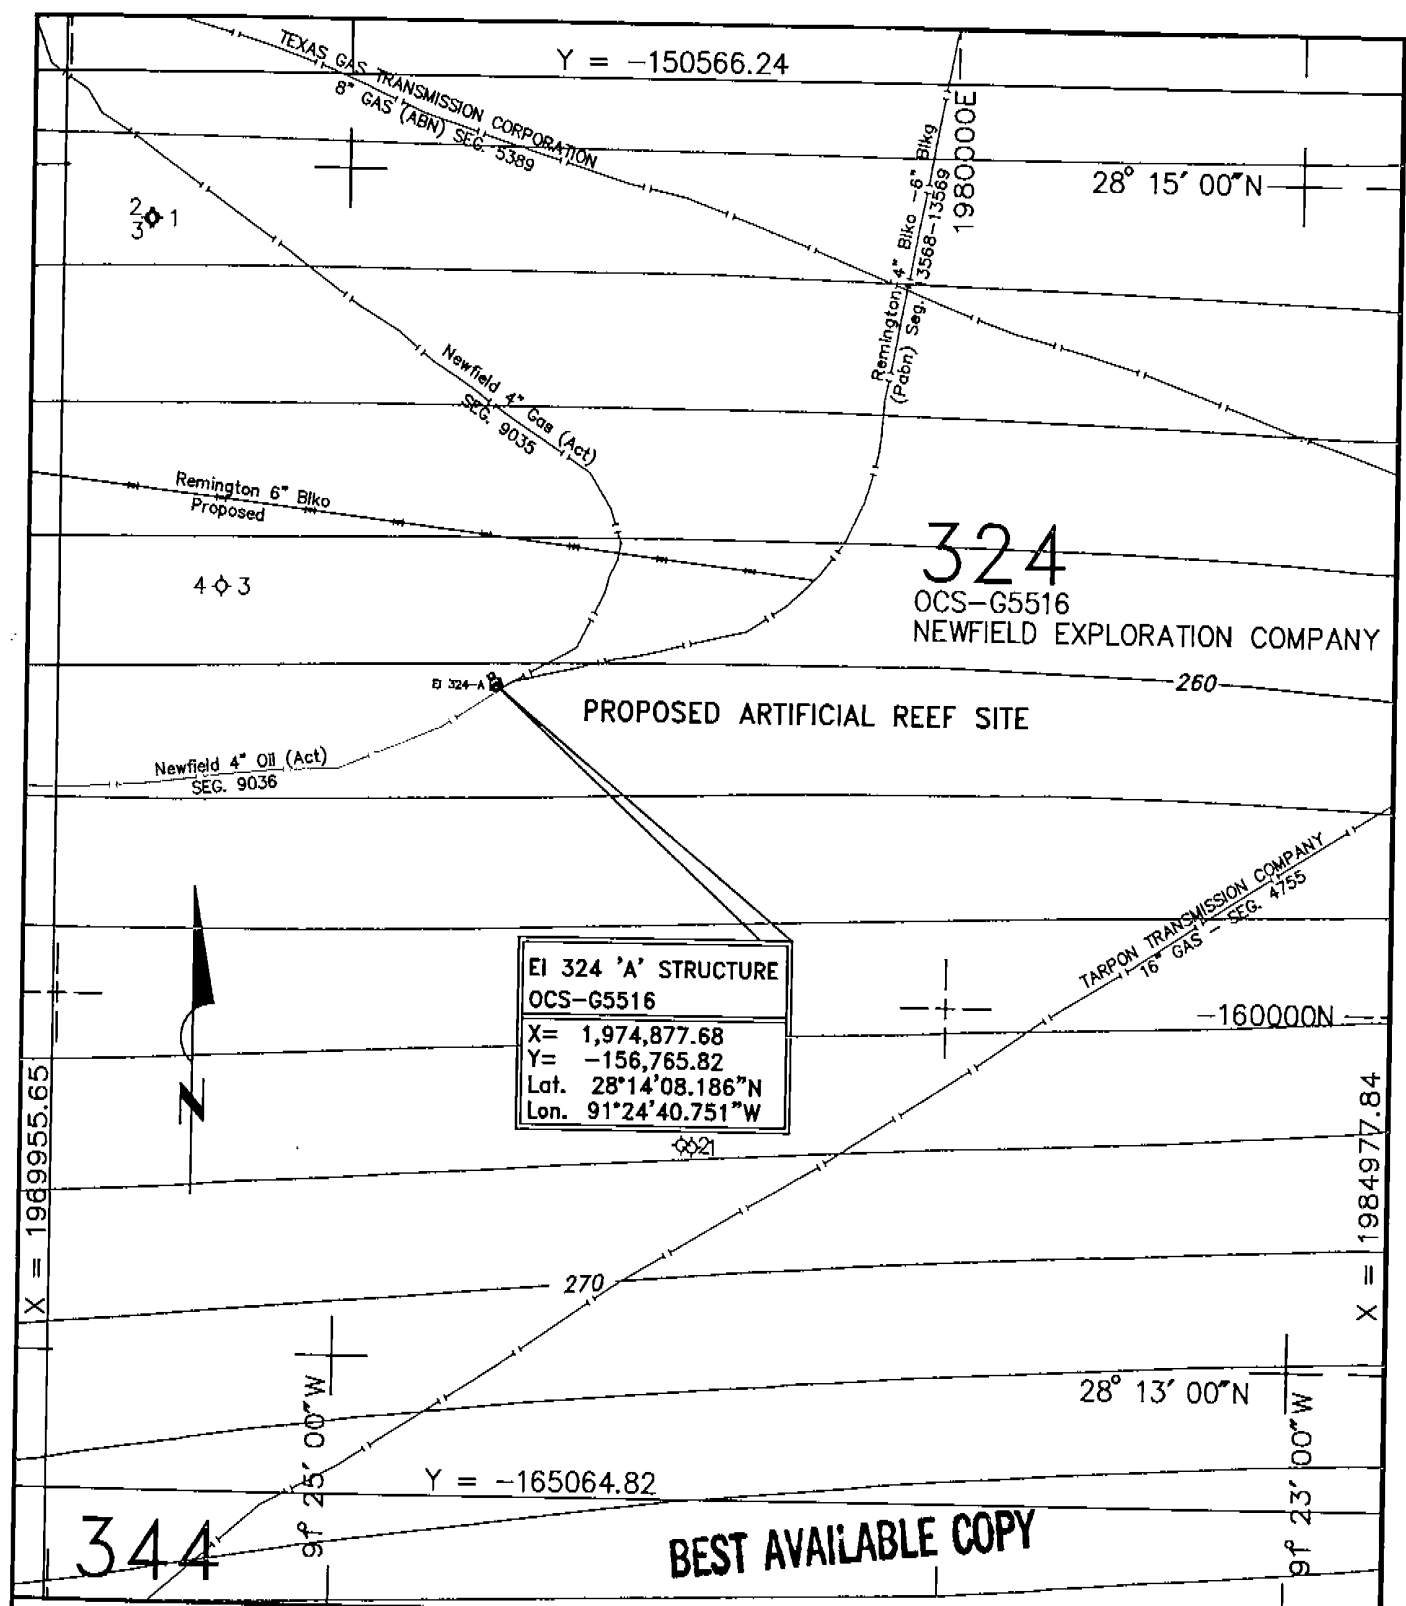 Y = -150566.24
TEXAS GAS TRANSMISSION CORPORATION
8" GAS (ABN) SEG. 5389
1980000E
28° 15' 00"N
2
3
1
Remington 4" Blko -6" Blkg
(Pabn) Seg. 13568-13569
Newfield 4" Gas (Act)
SEG. 9035
Remington 6" Blko
Proposed
4 3
324
OCS-G5516
NEWFIELD EXPLORATION COMPANY
260
EI 324-A
PROPOSED ARTIFICIAL REEF SITE
Newfield 4" Oil (Act)
SEG. 9036
TARPON TRANSMISSION COMPANY
16" GAS - SEG. 4755
EI 324 'A' STRUCTURE
OCS-G5516
X= 1,974,877.68
Y= -156,765.82
Lat. 28°14'08.186"N
Lon. 91°24'40.751"W
-160000N
N
21
X = 1969955.65
X = 1984977.84
270
28° 13' 00"N
91° 25' 00"W
91° 23' 00"W
Y = -165064.82
344
BEST AVAILABLE COPY